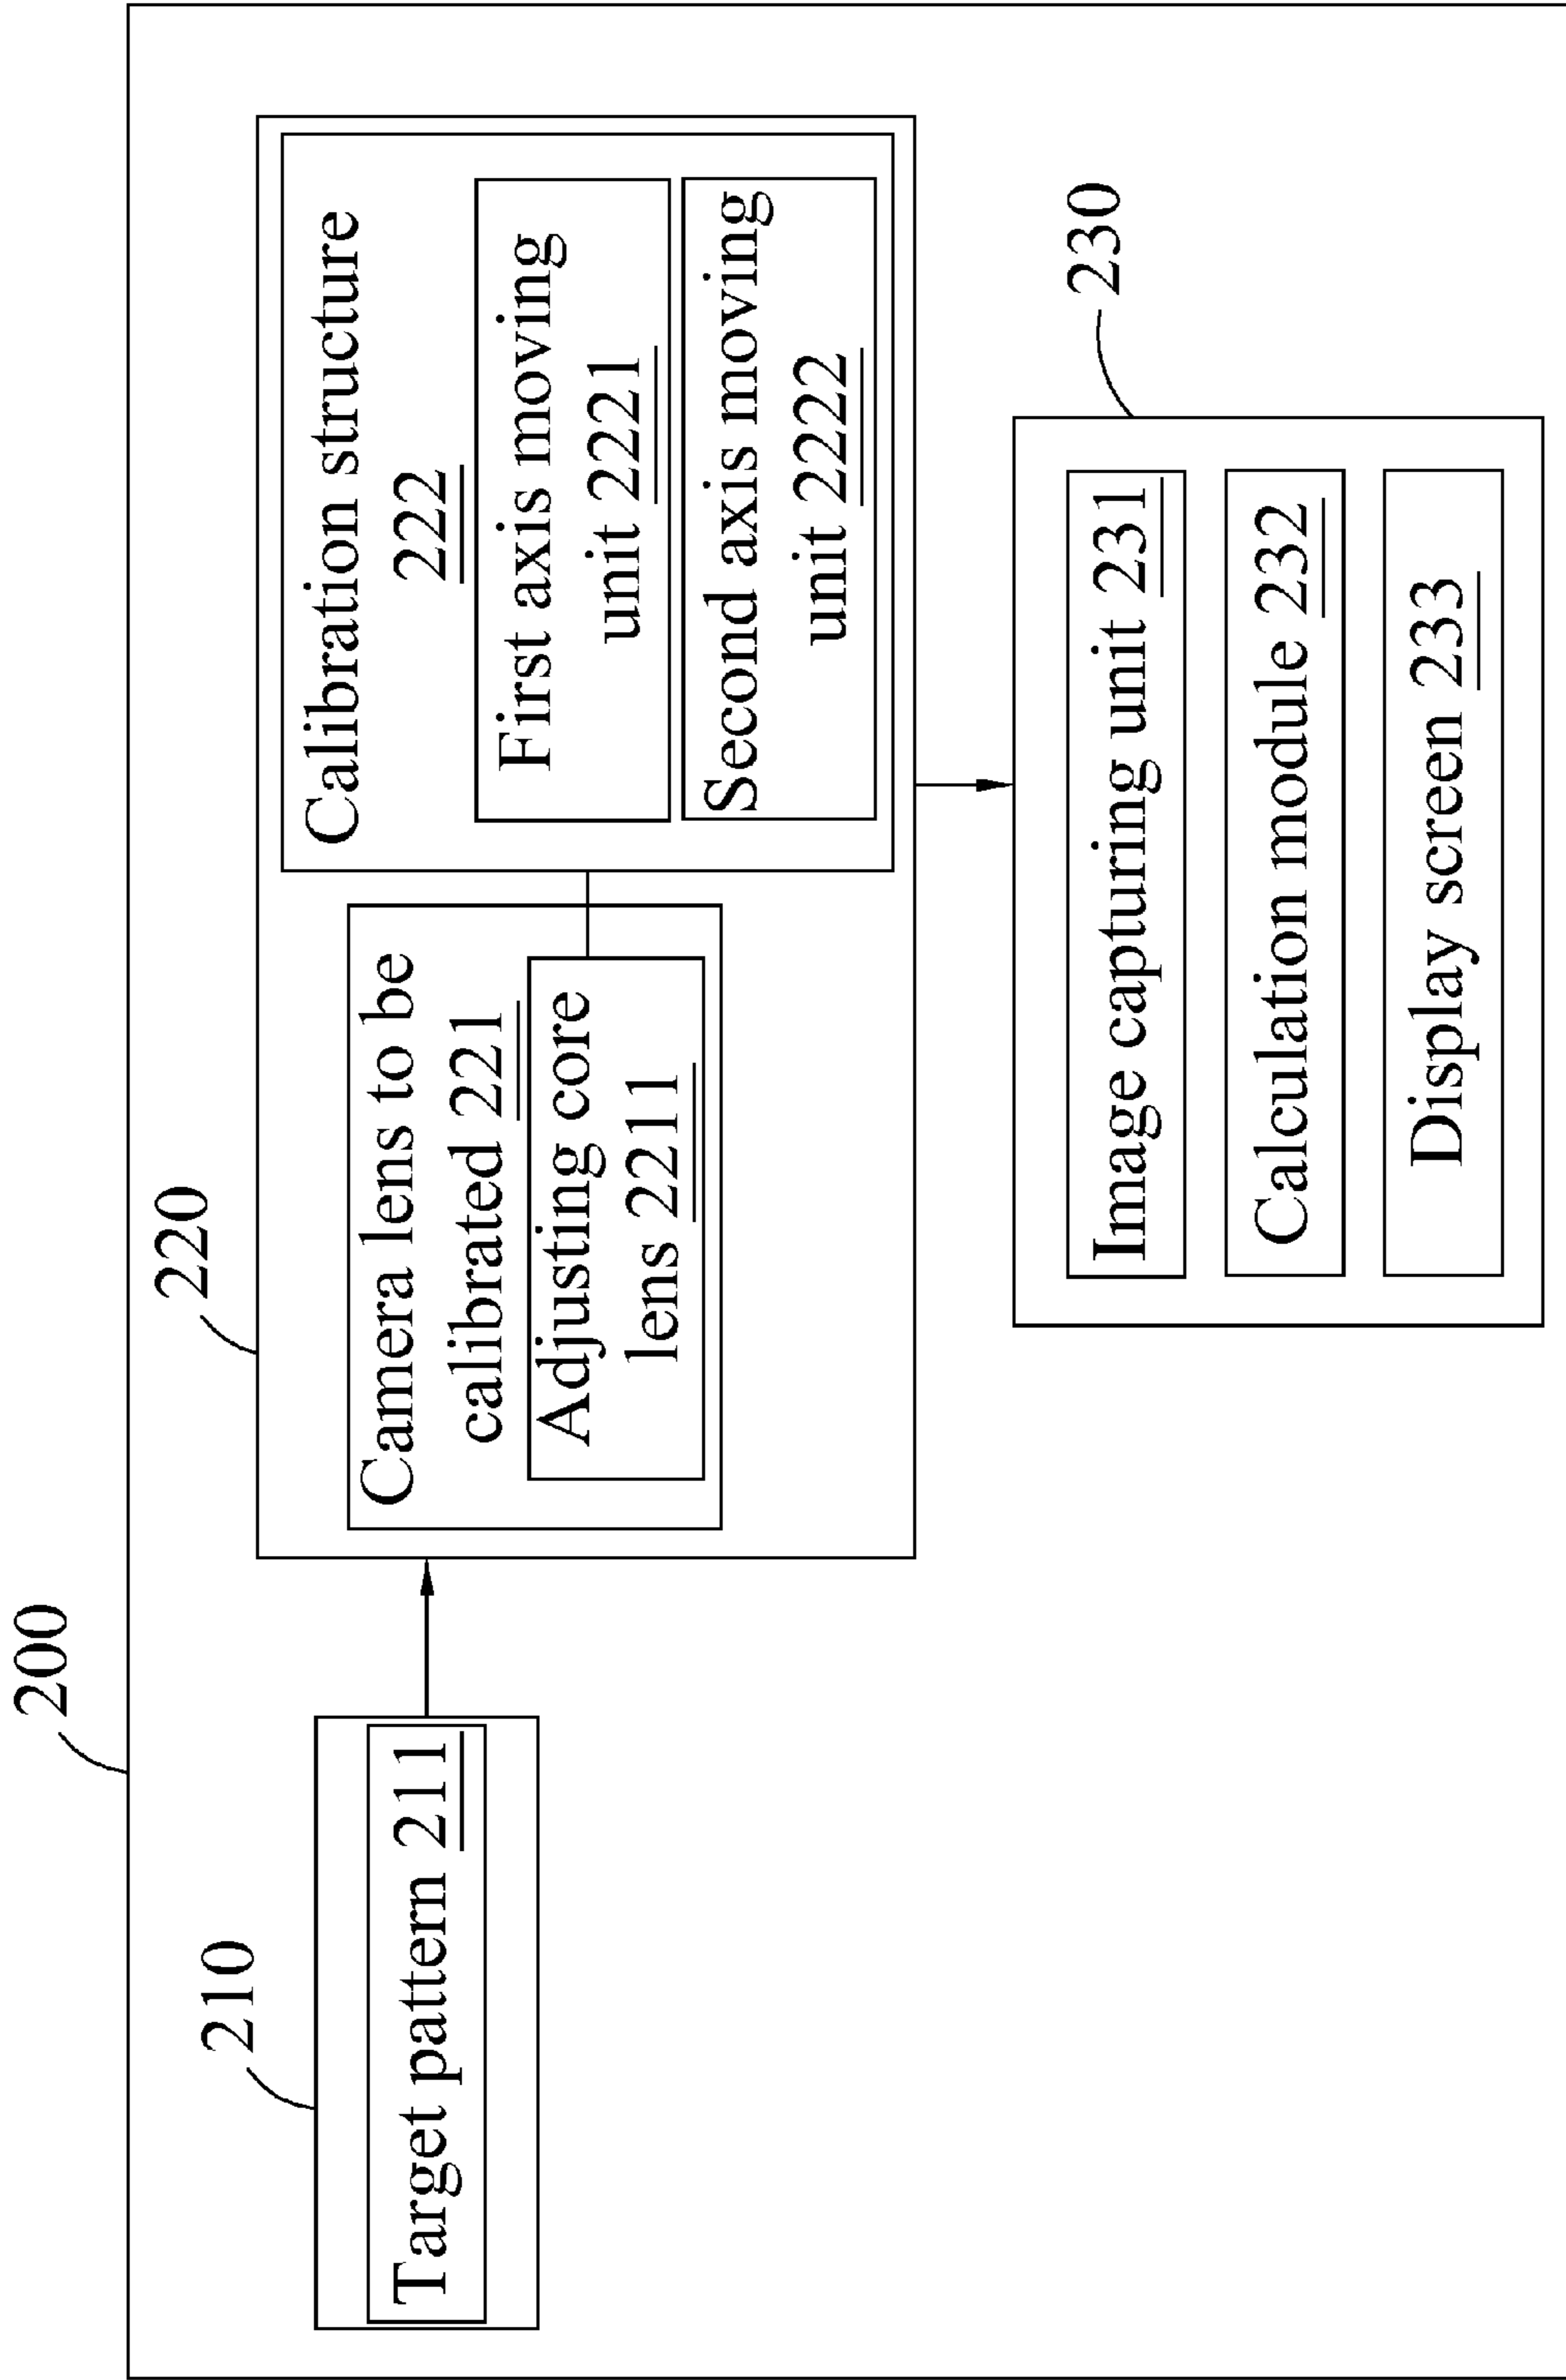 200
210
Target pattern 211
220
Camera lens to be
calibrated 221
Adjusting core
lens 2211
Calibration structure
222
First axis moving
unit 2221
Second axis moving
unit 2222
230
Image capturing unit 231
Calculation module 232
Display screen 233